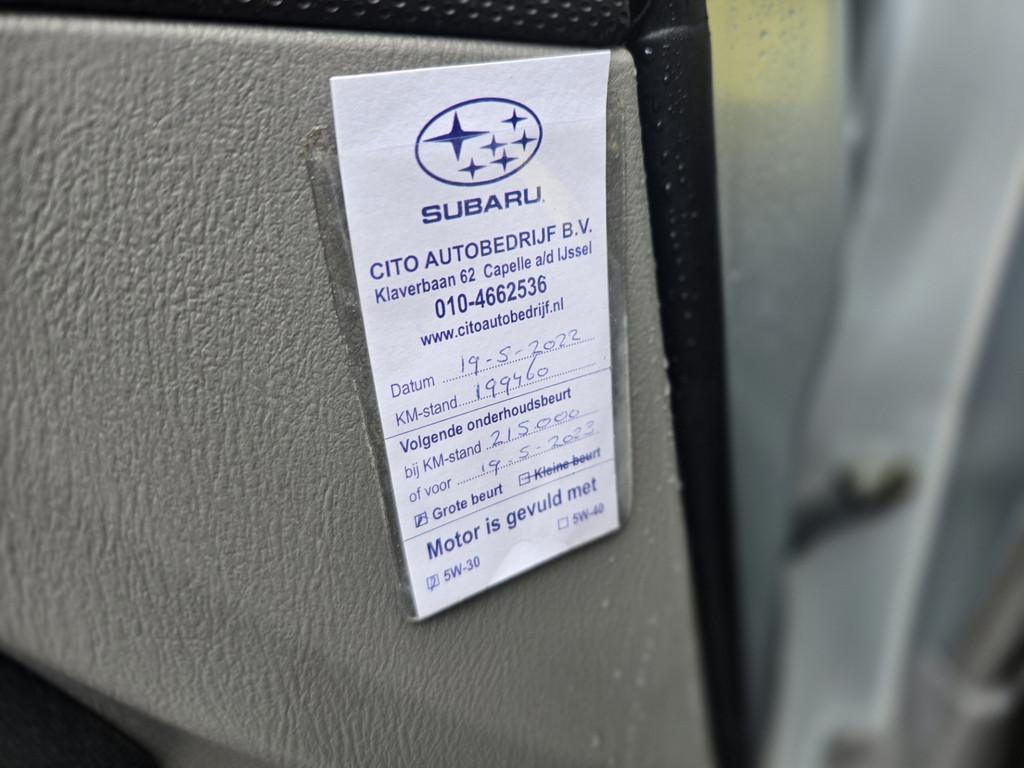 SUBARU
CITO AUTOBEDRIJF B.V.
Klaverbaan 62 Capelle a/d IJssel
010-4662536
www.citoautobedrijf.nl
Datum 19-5-2022
KM-stand 199460
Volgende onderhoudsbeurt
bij KM-stand 215000
of voor 19-5-2023
Grote beurt Kleine beurt
Motor is gevuld met
5W-30 5W-40